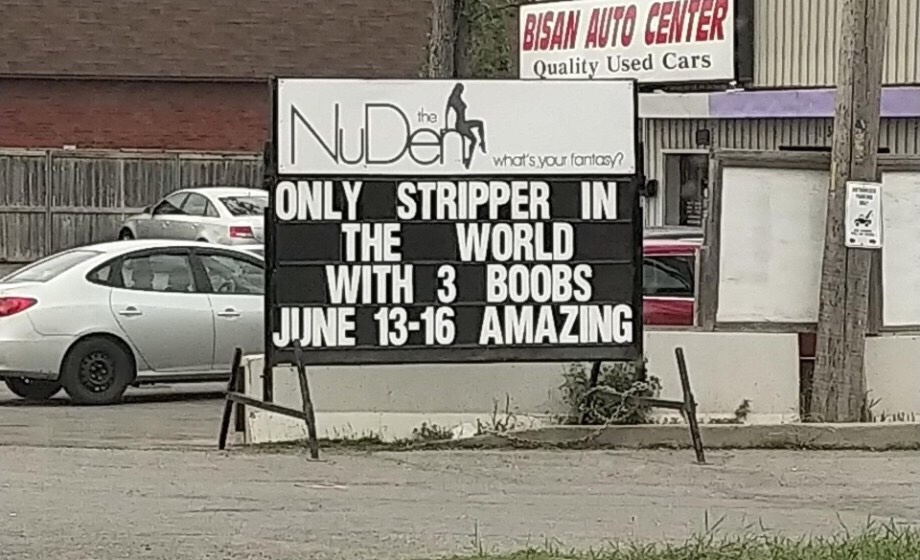 BISAN AUTO CENTER
Quality Used Cars
the
NuDen
what's your fantasy?
ONLY STRIPPER IN
THE WORLD
WITH 3 BOOBS
JUNE 13-16 AMAZING